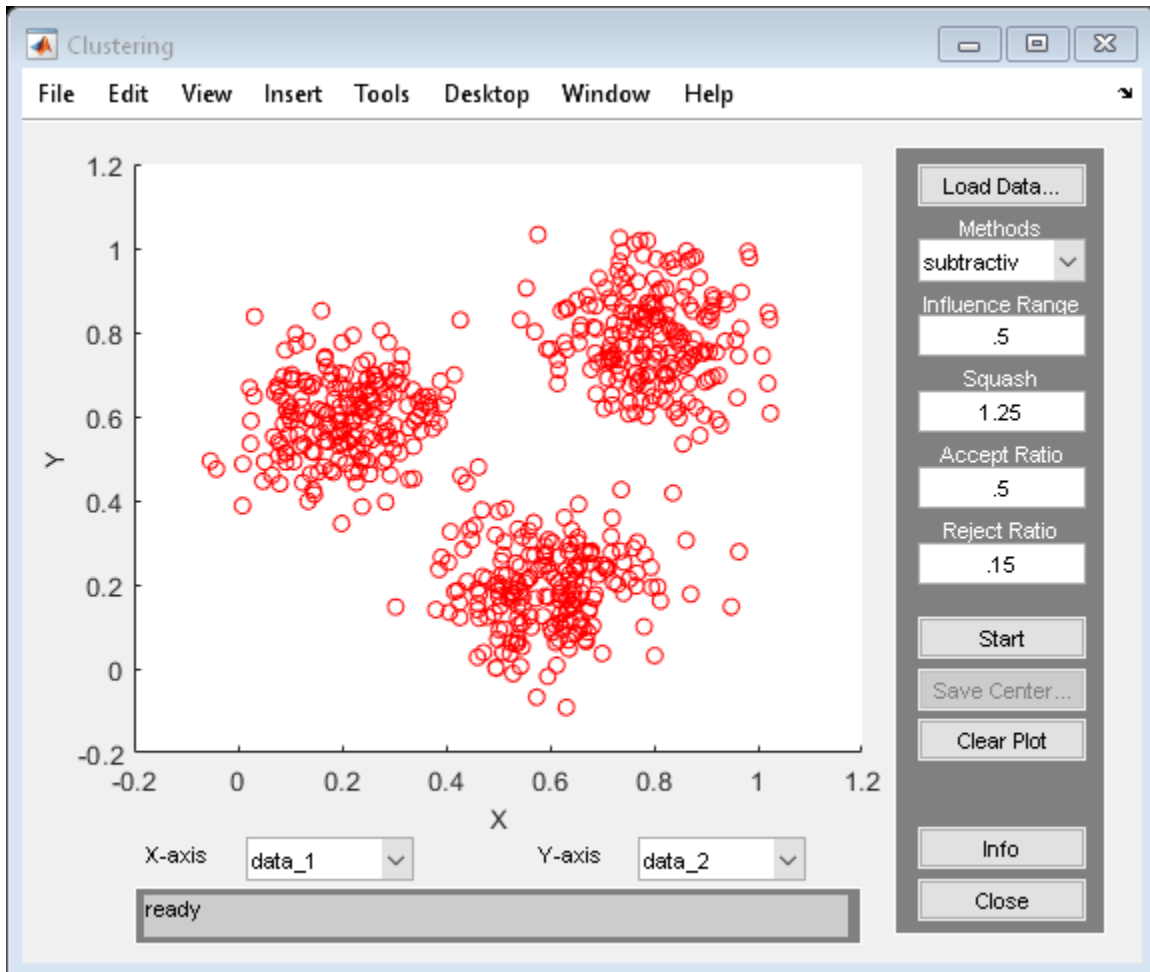 Clustering
File Edit View Insert Tools Desktop Window Help
1.2
1
0.8
0.6
0.4
0.2
0
-0.2
Y
-0.2 0 0.2 0.4 0.6 0.8 1 1.2
X
X-axis data_1 Y-axis data_2
ready
Load Data...
Methods
subtractiv
Influence Range
.5
Squash
1.25
Accept Ratio
.5
Reject Ratio
.15
Start
Save Center...
Clear Plot
Info
Close